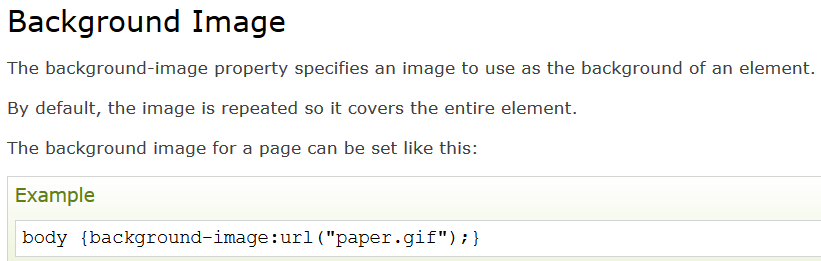 Background Image
The background-image property specifies an image to use as the background of an element.
By default, the image is repeated so it covers the entire element.
The background image for a page can be set like this:
Example
body {background-image:url("paper.gif");}